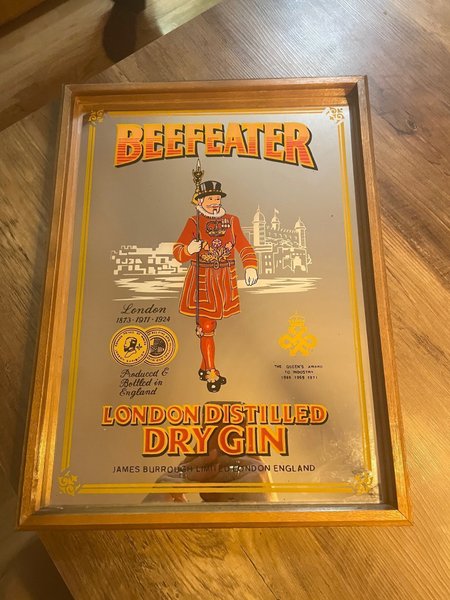 BEEFEATER
London
1873-1911-1924
Produced &
Bottled in
England
THE QUEEN'S AWARD
TO INDUSTRY
1966 1969 1971
LONDON DISTILLED
DRY GIN
JAMES BURROUGH LIMITED LONDON ENGLAND